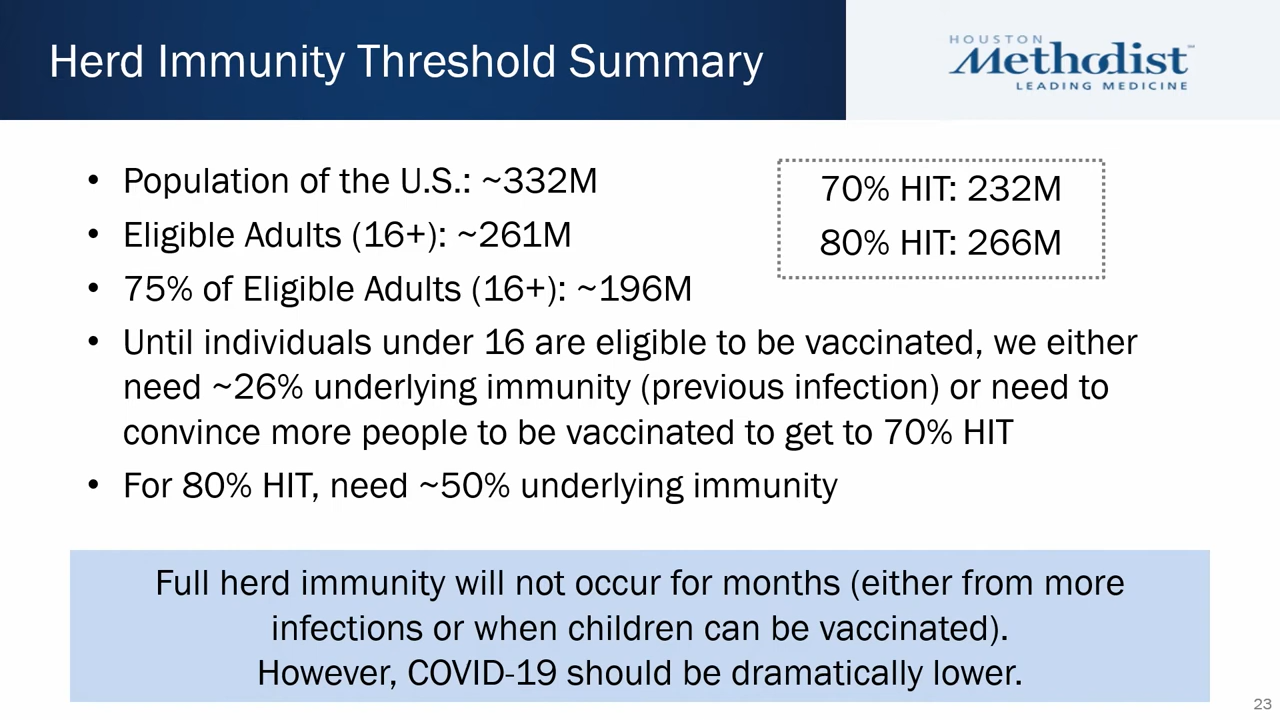 Herd Immunity Threshold Summary
HOUSTON
Methodist
LEADING MEDICINE
• Population of the U.S.: ~332M
• Eligible Adults (16+): ~261M
• 75% of Eligible Adults (16+): ~196M
• Until individuals under 16 are eligible to be vaccinated, we either
need ~26% underlying immunity (previous infection) or need to
convince more people to be vaccinated to get to 70% HIT
• For 80% HIT, need ~50% underlying immunity
70% HIT: 232M
80% HIT: 266M
Full herd immunity will not occur for months (either from more
infections or when children can be vaccinated).
However, COVID-19 should be dramatically lower.
23